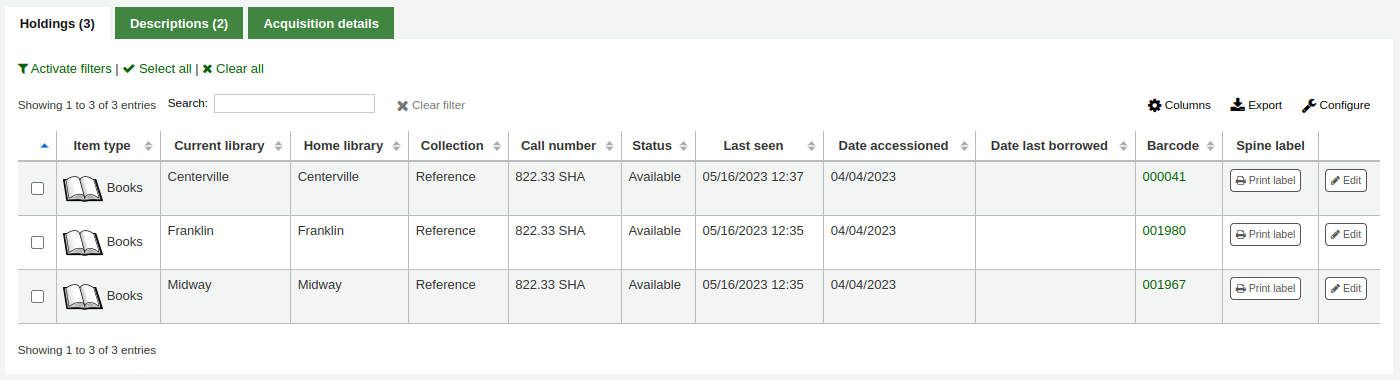 Holdings (3) Descriptions (2) Acquisition details
Activate filters | Select all | Clear all
Showing 1 to 3 of 3 entries Search: Clear filter Columns Export Configure
Item type Current library Home library Collection Call number Status Last seen Date accessioned Date last borrowed Barcode Spine label
Books Centerville Centerville Reference 822.33 SHA Available 05/16/2023 12:37 04/04/2023 000041 Print label Edit
Books Franklin Franklin Reference 822.33 SHA Available 05/16/2023 12:35 04/04/2023 001980 Print label Edit
Books Midway Midway Reference 822.33 SHA Available 05/16/2023 12:35 04/04/2023 001967 Print label Edit
Showing 1 to 3 of 3 entries